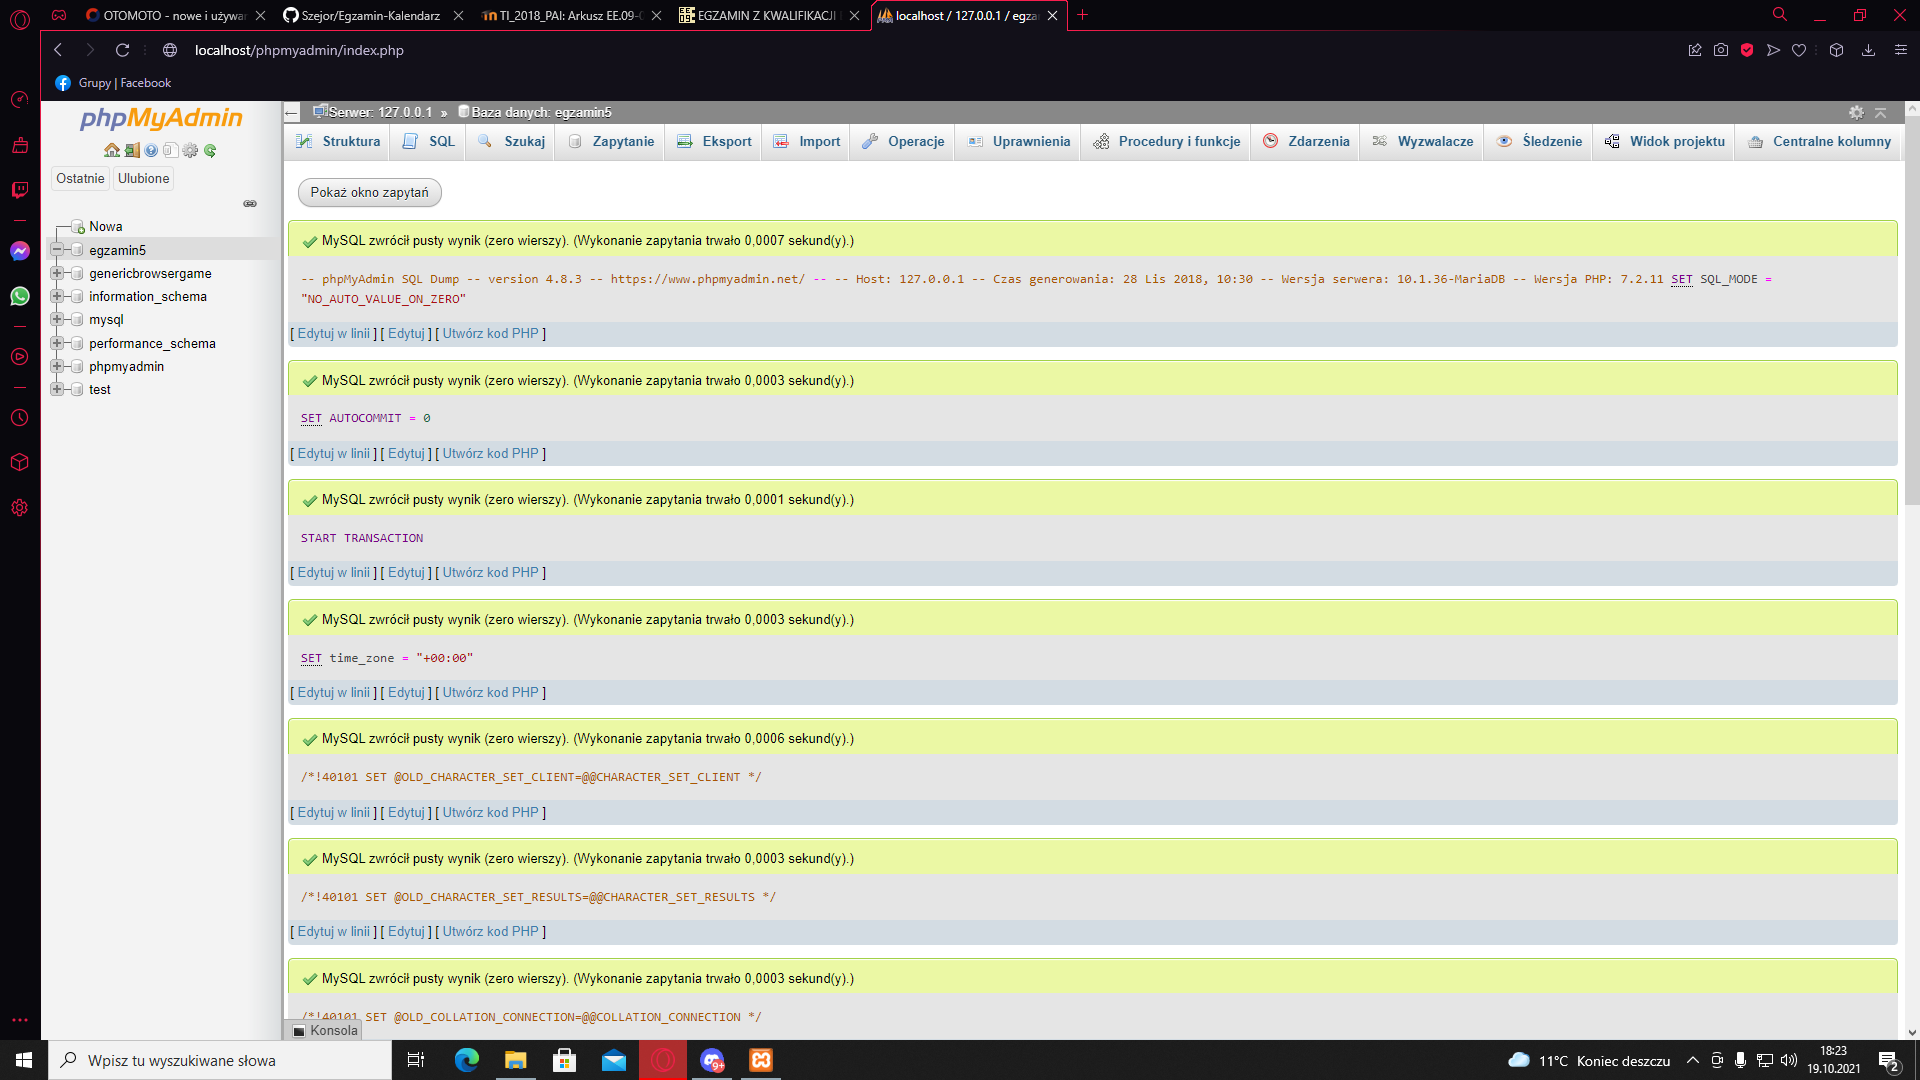 OTOMOTO - nowe i używar
Szejor/Egzamin-Kalendarz
TI_2018_PAI: Arkusz EE.09-0
EGZAMIN Z KWALIFIKACJI
localhost / 127.0.0.1 / egza
localhost/phpmyadmin/index.php
Grupy | Facebook
phpMyAdmin
Ostatnie
Ulubione
Nowa
egzamin5
genericbrowsergame
information_schema
mysql
performance_schema
phpmyadmin
test
Serwer: 127.0.0.1 » Baza danych: egzamin5
Struktura
SQL
Szukaj
Zapytanie
Eksport
Import
Operacje
Uprawnienia
Procedury i funkcje
Zdarzenia
Wyzwalacze
Śledzenie
Widok projektu
Centralne kolumny
Pokaż okno zapytań
MySQL zwrócił pusty wynik (zero wierszy). (Wykonanie zapytania trwało 0,0007 sekund(y).)
-- phpMyAdmin SQL Dump -- version 4.8.3 -- https://www.phpmyadmin.net/ -- -- Host: 127.0.0.1 -- Czas generowania: 28 Lis 2018, 10:30 -- Wersja serwera: 10.1.36-MariaDB -- Wersja PHP: 7.2.11 SET SQL_MODE =
"NO_AUTO_VALUE_ON_ZERO"
[ Edytuj w linii ] [ Edytuj ] [ Utwórz kod PHP ]
MySQL zwrócił pusty wynik (zero wierszy). (Wykonanie zapytania trwało 0,0003 sekund(y).)
SET AUTOCOMMIT = 0
[ Edytuj w linii ] [ Edytuj ] [ Utwórz kod PHP ]
MySQL zwrócił pusty wynik (zero wierszy). (Wykonanie zapytania trwało 0,0001 sekund(y).)
START TRANSACTION
[ Edytuj w linii ] [ Edytuj ] [ Utwórz kod PHP ]
MySQL zwrócił pusty wynik (zero wierszy). (Wykonanie zapytania trwało 0,0003 sekund(y).)
SET time_zone = "+00:00"
[ Edytuj w linii ] [ Edytuj ] [ Utwórz kod PHP ]
MySQL zwrócił pusty wynik (zero wierszy). (Wykonanie zapytania trwało 0,0006 sekund(y).)
/*!40101 SET @OLD_CHARACTER_SET_CLIENT=@@CHARACTER_SET_CLIENT */
[ Edytuj w linii ] [ Edytuj ] [ Utwórz kod PHP ]
MySQL zwrócił pusty wynik (zero wierszy). (Wykonanie zapytania trwało 0,0003 sekund(y).)
/*!40101 SET @OLD_CHARACTER_SET_RESULTS=@@CHARACTER_SET_RESULTS */
[ Edytuj w linii ] [ Edytuj ] [ Utwórz kod PHP ]
MySQL zwrócił pusty wynik (zero wierszy). (Wykonanie zapytania trwało 0,0003 sekund(y).)
/*!40101 SET @OLD_COLLATION_CONNECTION=@@COLLATION_CONNECTION */
Konsola
Wpisz tu wyszukiwane słowa
9+
11°C Koniec deszczu
18:23
19.10.2021
2